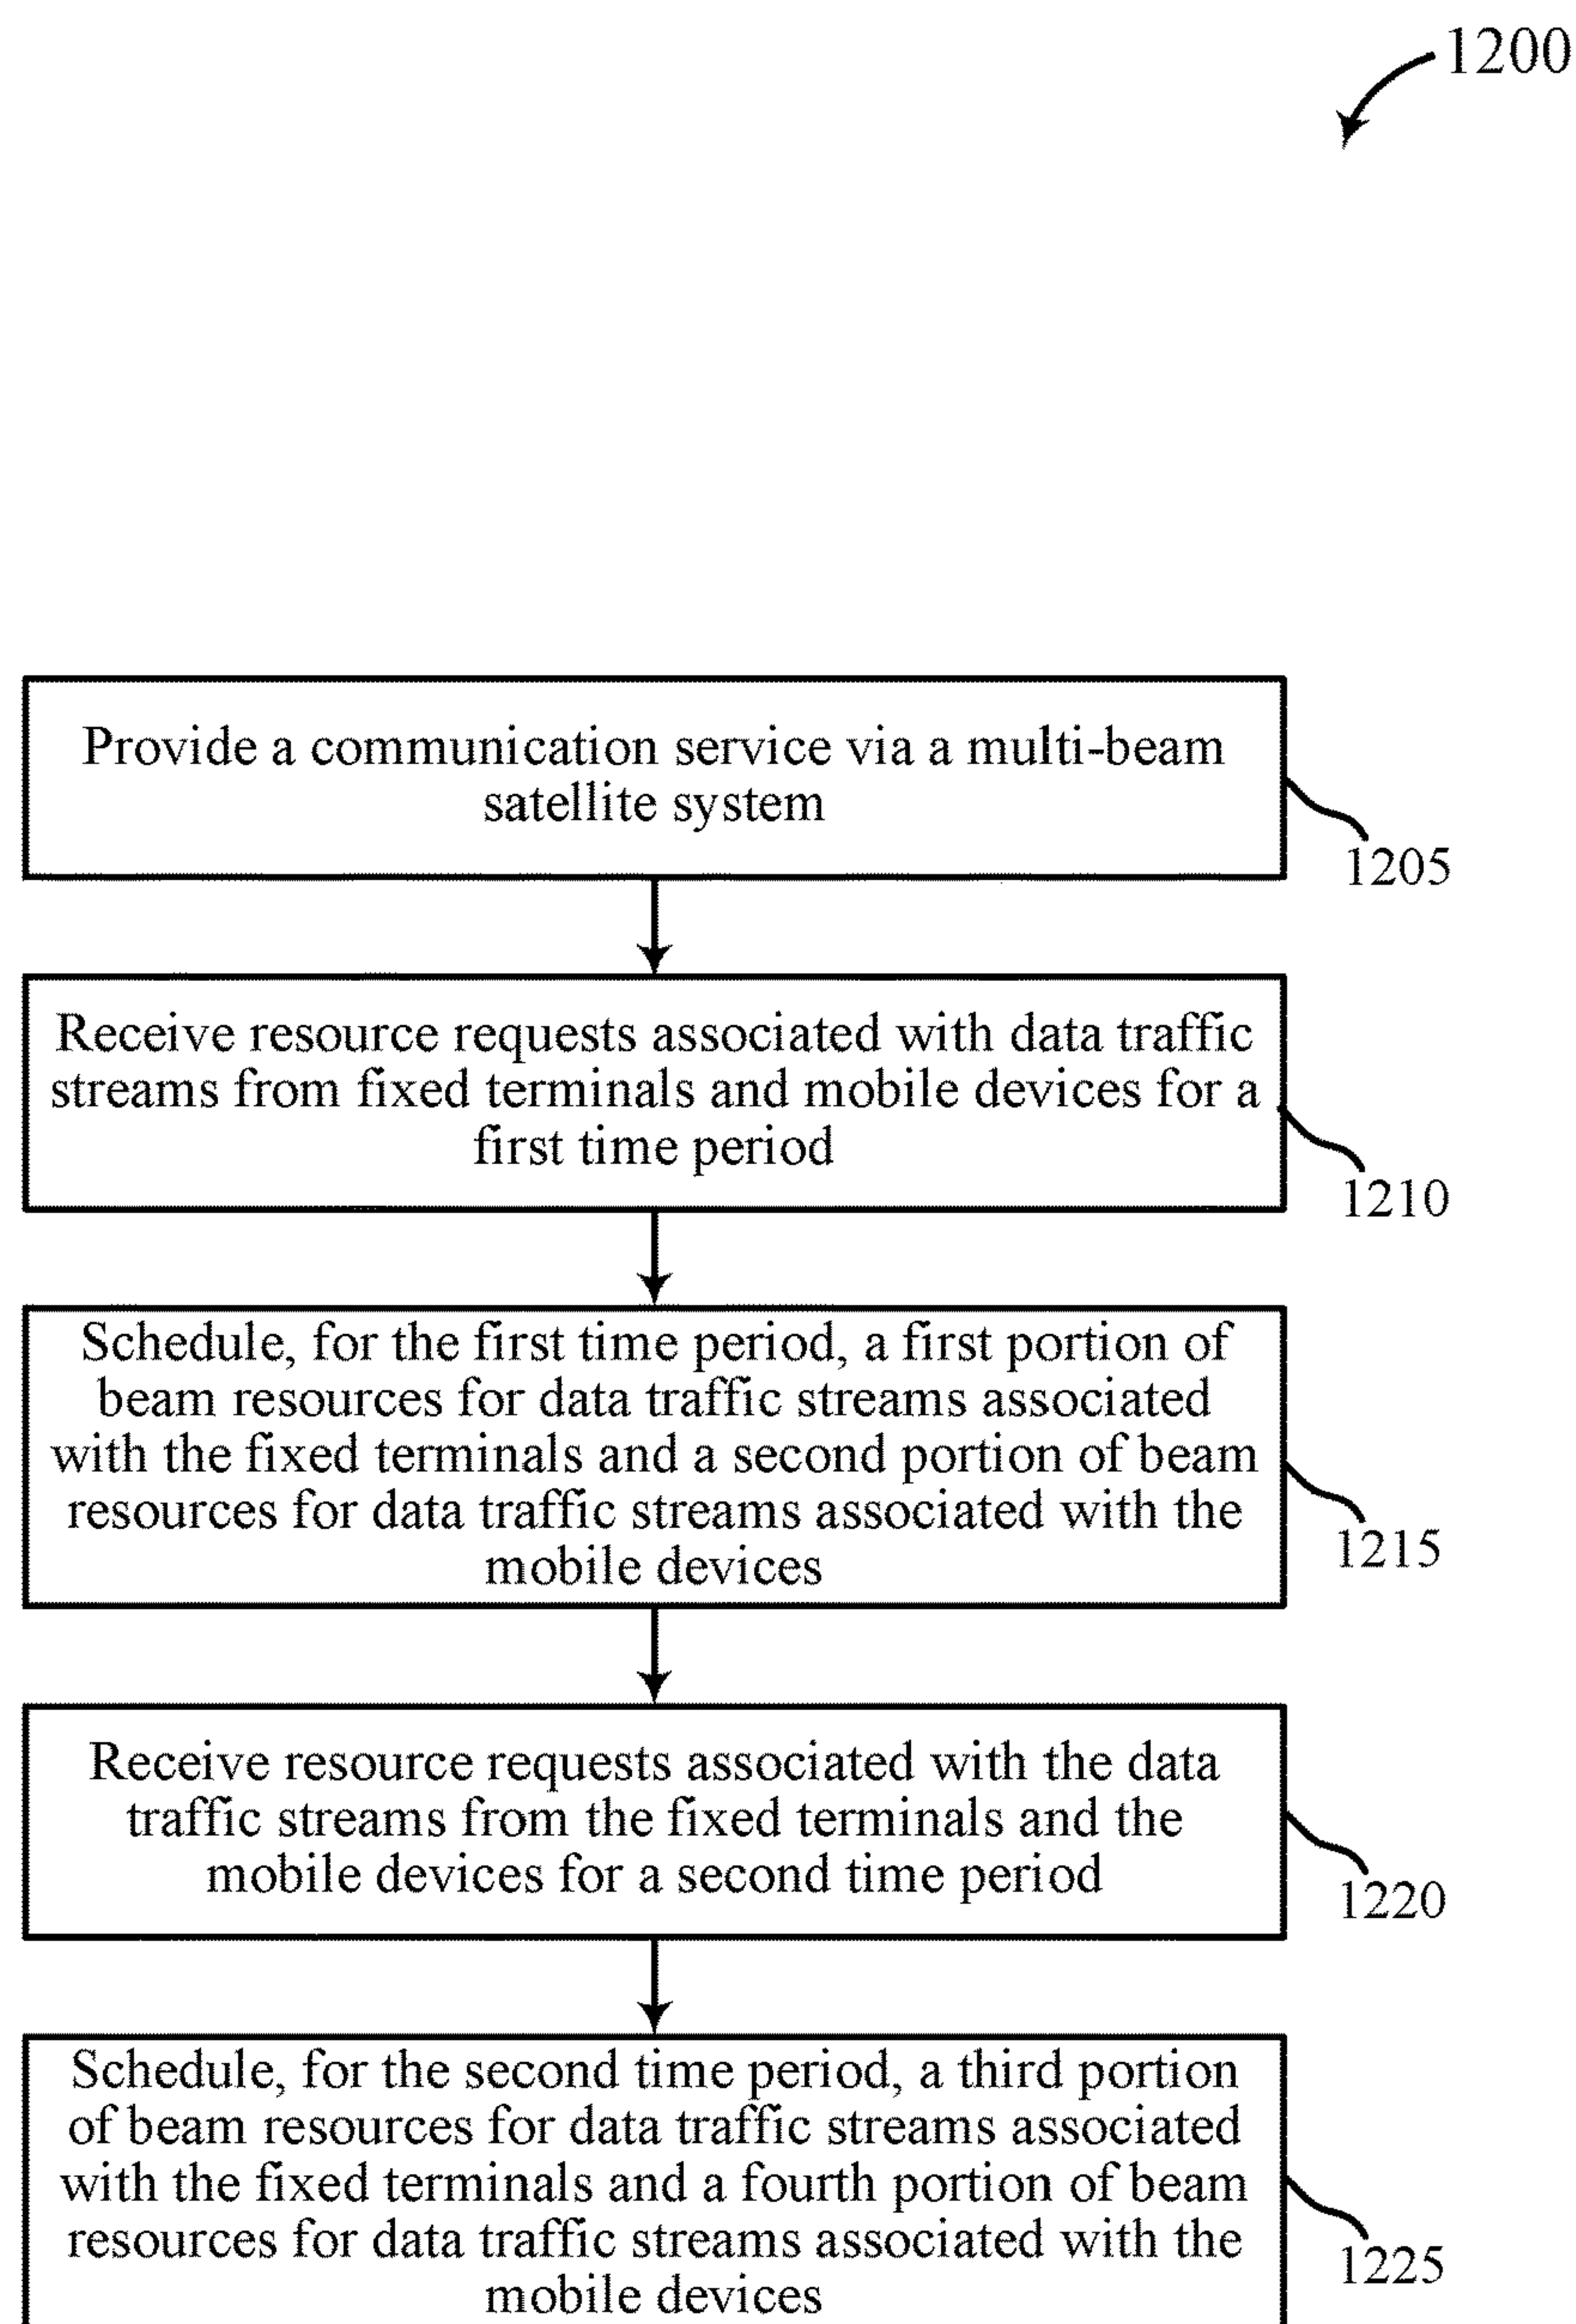 1200
Provide a communication service via a multi-beam
satellite system
1205
Receive resource requests associated with data traffic
streams from fixed terminals and mobile devices for a
first time period
1210
Schedule, for the first time period, a first portion of
beam resources for data traffic streams associated
with the fixed terminals and a second portion of beam
resources for data traffic streams associated with the
mobile devices
1215
Receive resource requests associated with the data
traffic streams from the fixed terminals and the
mobile devices for a second time period
1220
Schedule, for the second time period, a third portion
of beam resources for data traffic streams associated
with the fixed terminals and a fourth portion of beam
resources for data traffic streams associated with the
mobile devices
1225